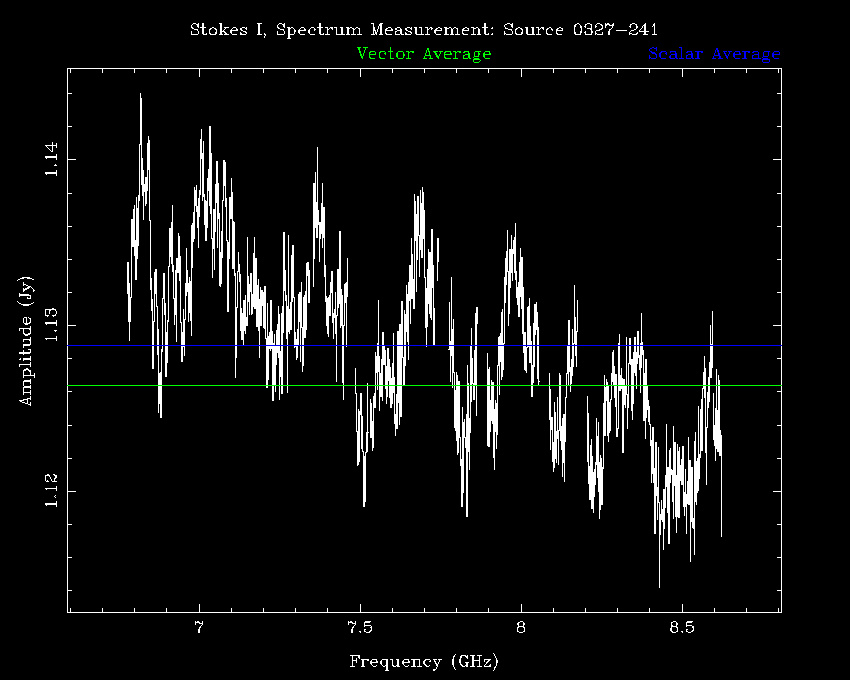 Stokes I, Spectrum Measurement: Source 0327-241
Vector Average
Scalar Average
1.14
1.13
1.12
Amplitude (Jy)
7
7.5
8
8.5
Frequency (GHz)